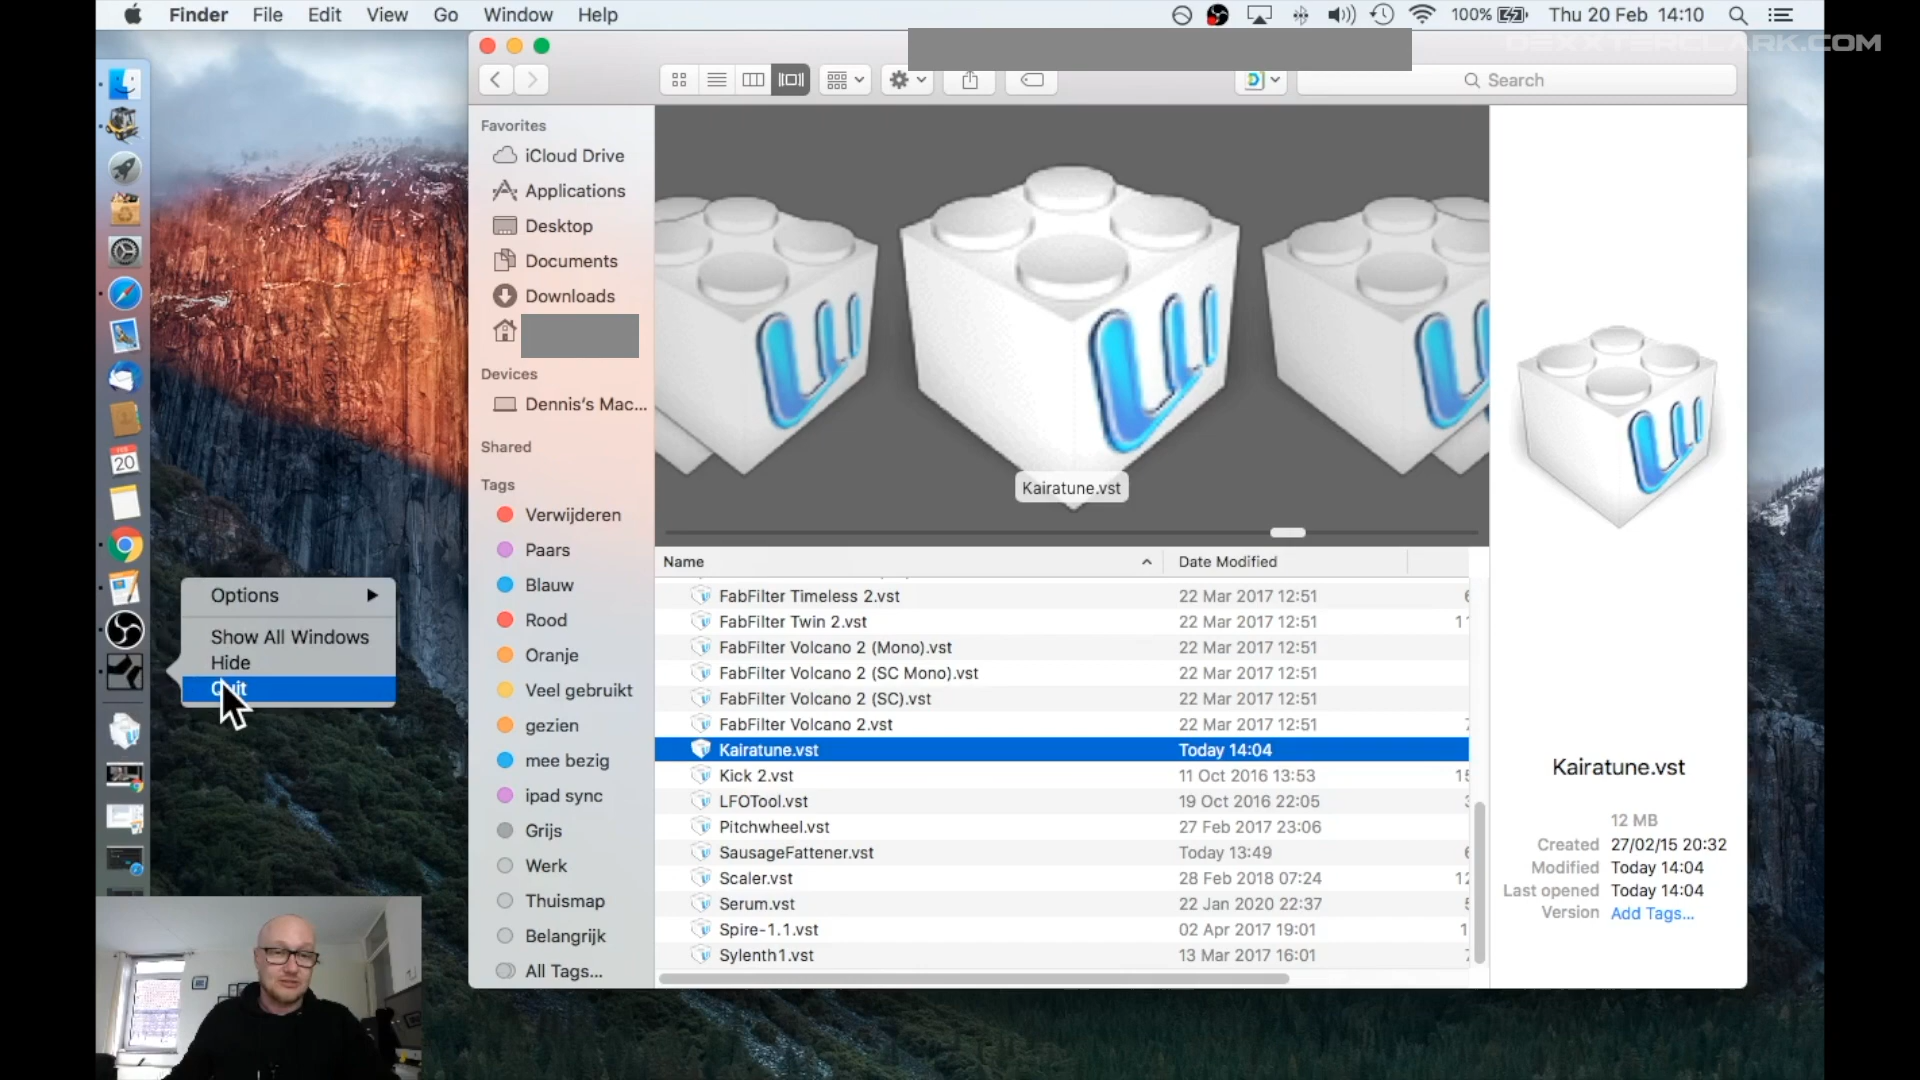 Finder File Edit View Go Window Help
100% Thu 20 Feb 14:10
DEXXTERCLARK.COM
Search
Favorites
iCloud Drive
Applications
Desktop
Documents
Downloads
Devices
Dennis's Mac...
Shared
Tags
Verwijderen
Paars
Blauw
Rood
Oranje
Veel gebruikt
gezien
mee bezig
ipad sync
Grijs
Werk
Thuismap
Belangrijk
All Tags...
FEB
20
Options
Show All Windows
Hide
Quit
Kairatune.vst
Name Date Modified
FabFilter Timeless 2.vst 22 Mar 2017 12:51
FabFilter Twin 2.vst 22 Mar 2017 12:51
FabFilter Volcano 2 (Mono).vst 22 Mar 2017 12:51
FabFilter Volcano 2 (SC Mono).vst 22 Mar 2017 12:51
FabFilter Volcano 2 (SC).vst 22 Mar 2017 12:51
FabFilter Volcano 2.vst 22 Mar 2017 12:51
Kairatune.vst Today 14:04
Kick 2.vst 11 Oct 2016 13:53
LFOTool.vst 19 Oct 2016 22:05
Pitchwheel.vst 27 Feb 2017 23:06
SausageFattener.vst Today 13:49
Scaler.vst 28 Feb 2018 07:24
Serum.vst 22 Jan 2020 22:37
Spire-1.1.vst 02 Apr 2017 19:01
Sylenth1.vst 13 Mar 2017 16:01
Kairatune.vst
12 MB
Created 27/02/15 20:32
Modified Today 14:04
Last opened Today 14:04
Version Add Tags...